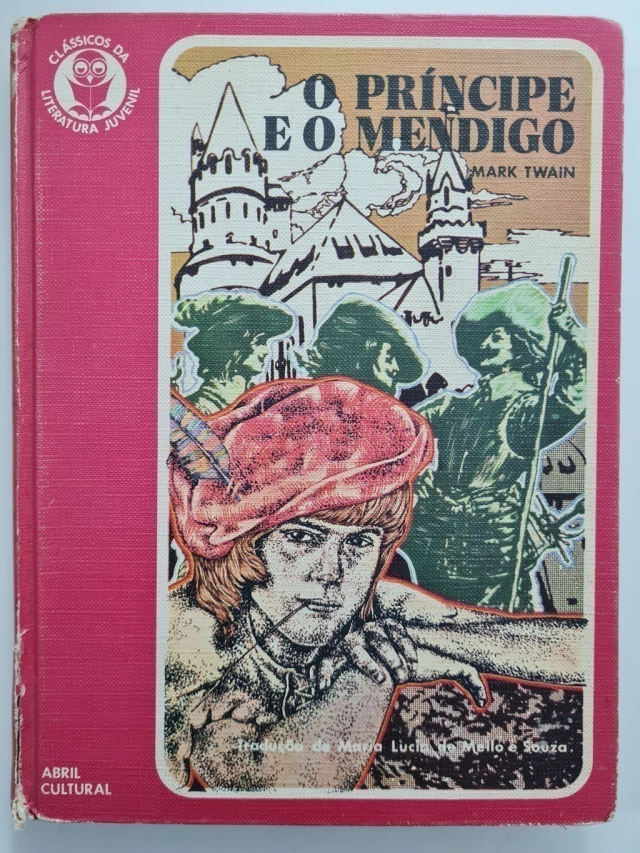 CLÁSSICOS DA
LITERATURA JUVENIL
O PRÍNCIPE
E O MENDIGO
MARK TWAIN
Tradução de Maria Lucia de Mello e Souza
ABRIL
CULTURAL